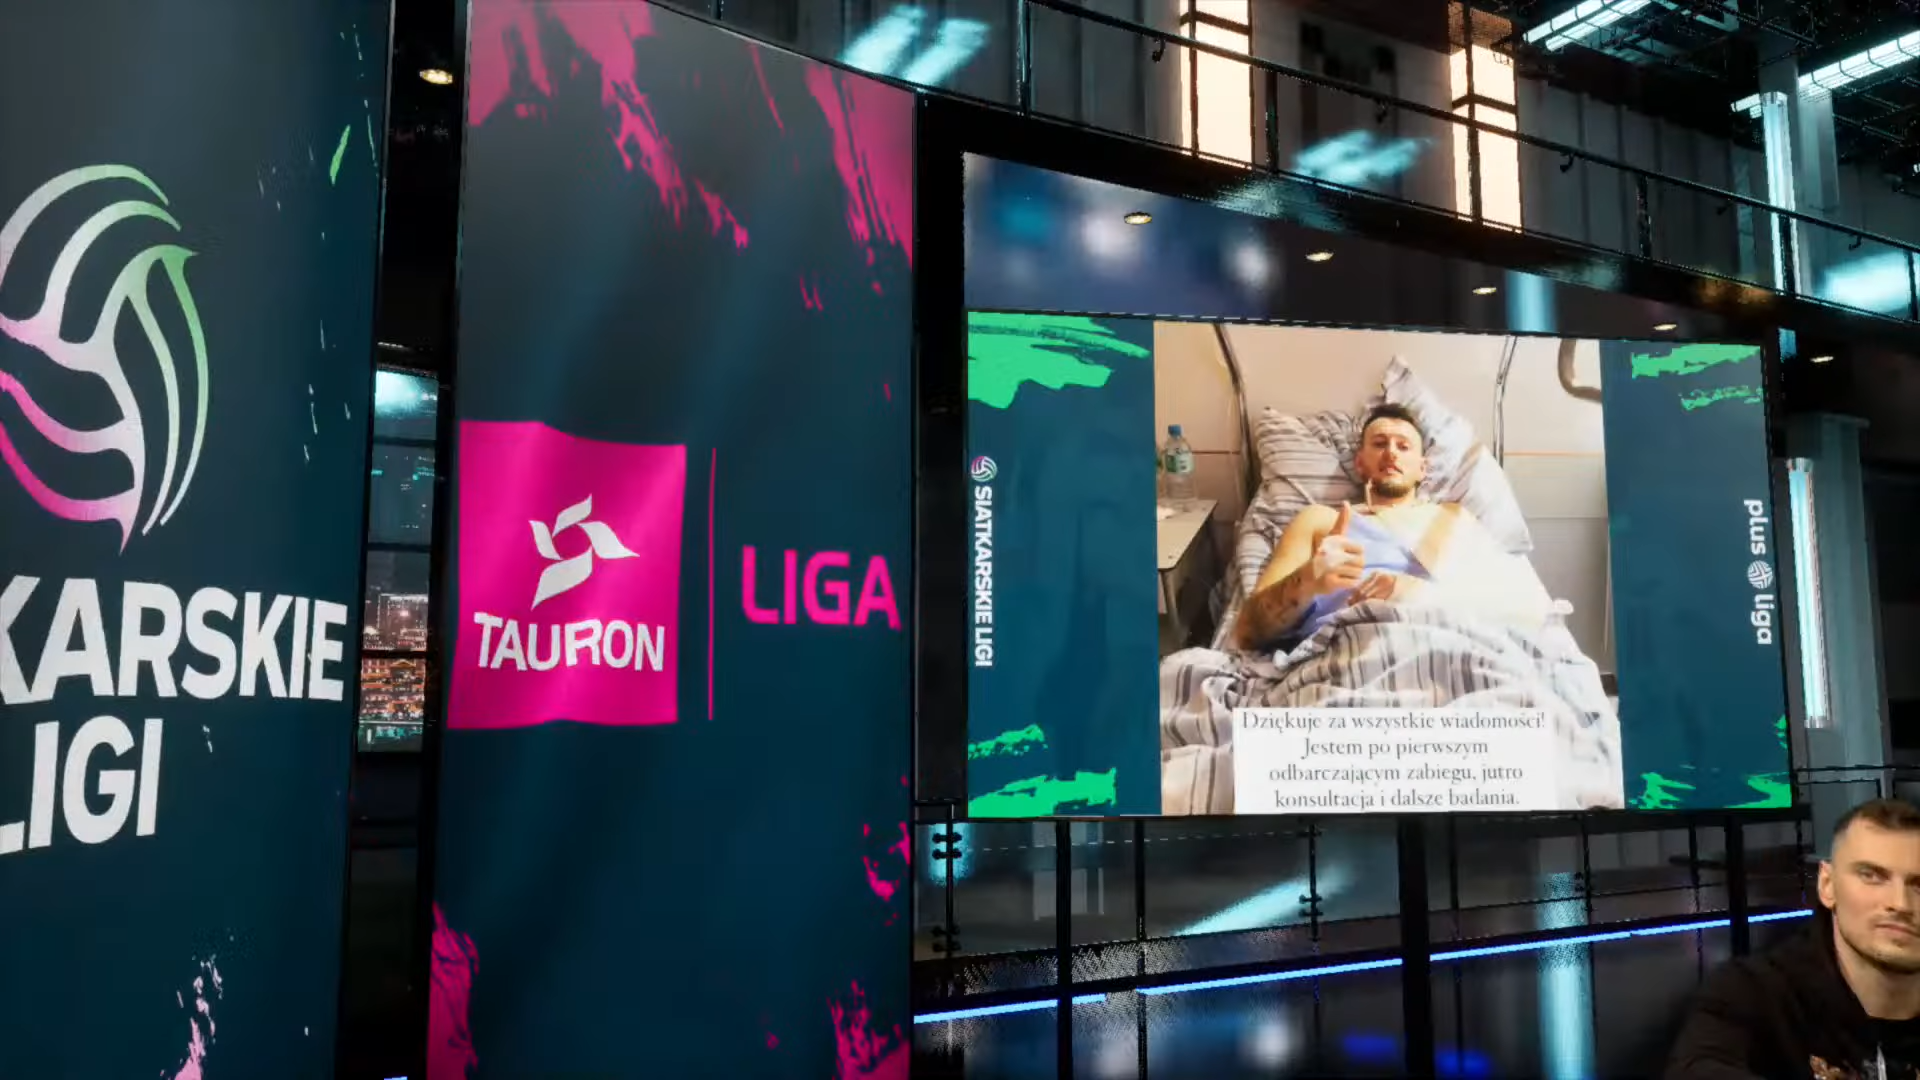 KARSKIE
LIGI
TAURON
LIGA
SIATKARSKIE LIGI
plus liga
Dziękuje za wszystkie wiadomości!
Jestem po pierwszym
odbarczającym zabiegu, jutro
konsultacja i dalsze badania.